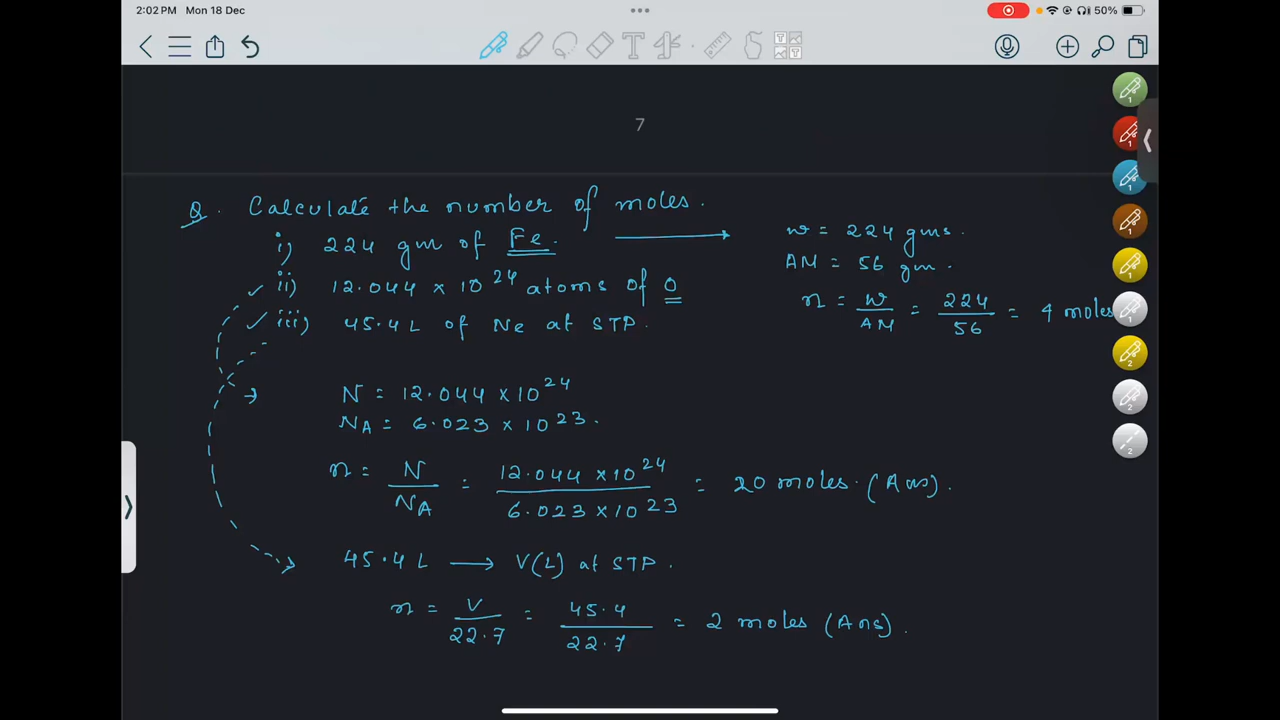 2:02 PM Mon 18 Dec
50%
7
Q. Calculate the number of moles.
i) 224 gm of Fe.
ii) 12.044 × 10^24 atoms of O
iii) 45.4 L of Ne at STP.
w = 224 gms.
AM = 56 gm.
n = w/AM = 224/56 = 4 moles
N = 12.044 × 10^24
NA = 6.023 × 10^23.
n = N/NA = 12.044 × 10^24 / 6.023 × 10^23 = 20 moles. (Ans).
45.4 L → V(L) at STP.
n = V/22.7 = 45.4/22.7 = 2 moles (Ans).